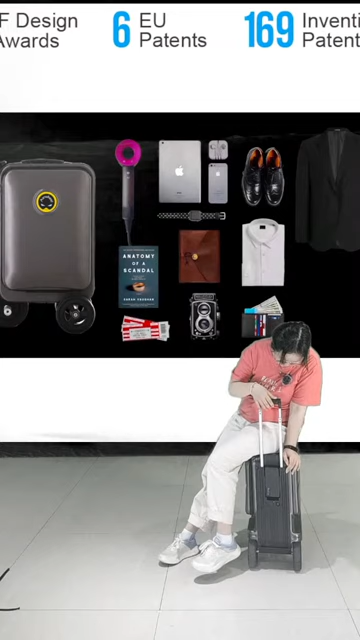 F Design
Awards
6 EU
Patents
169 Inventi
Patent
ANATOMY
OF A
SCANDAL
SARAH VAUGHAN